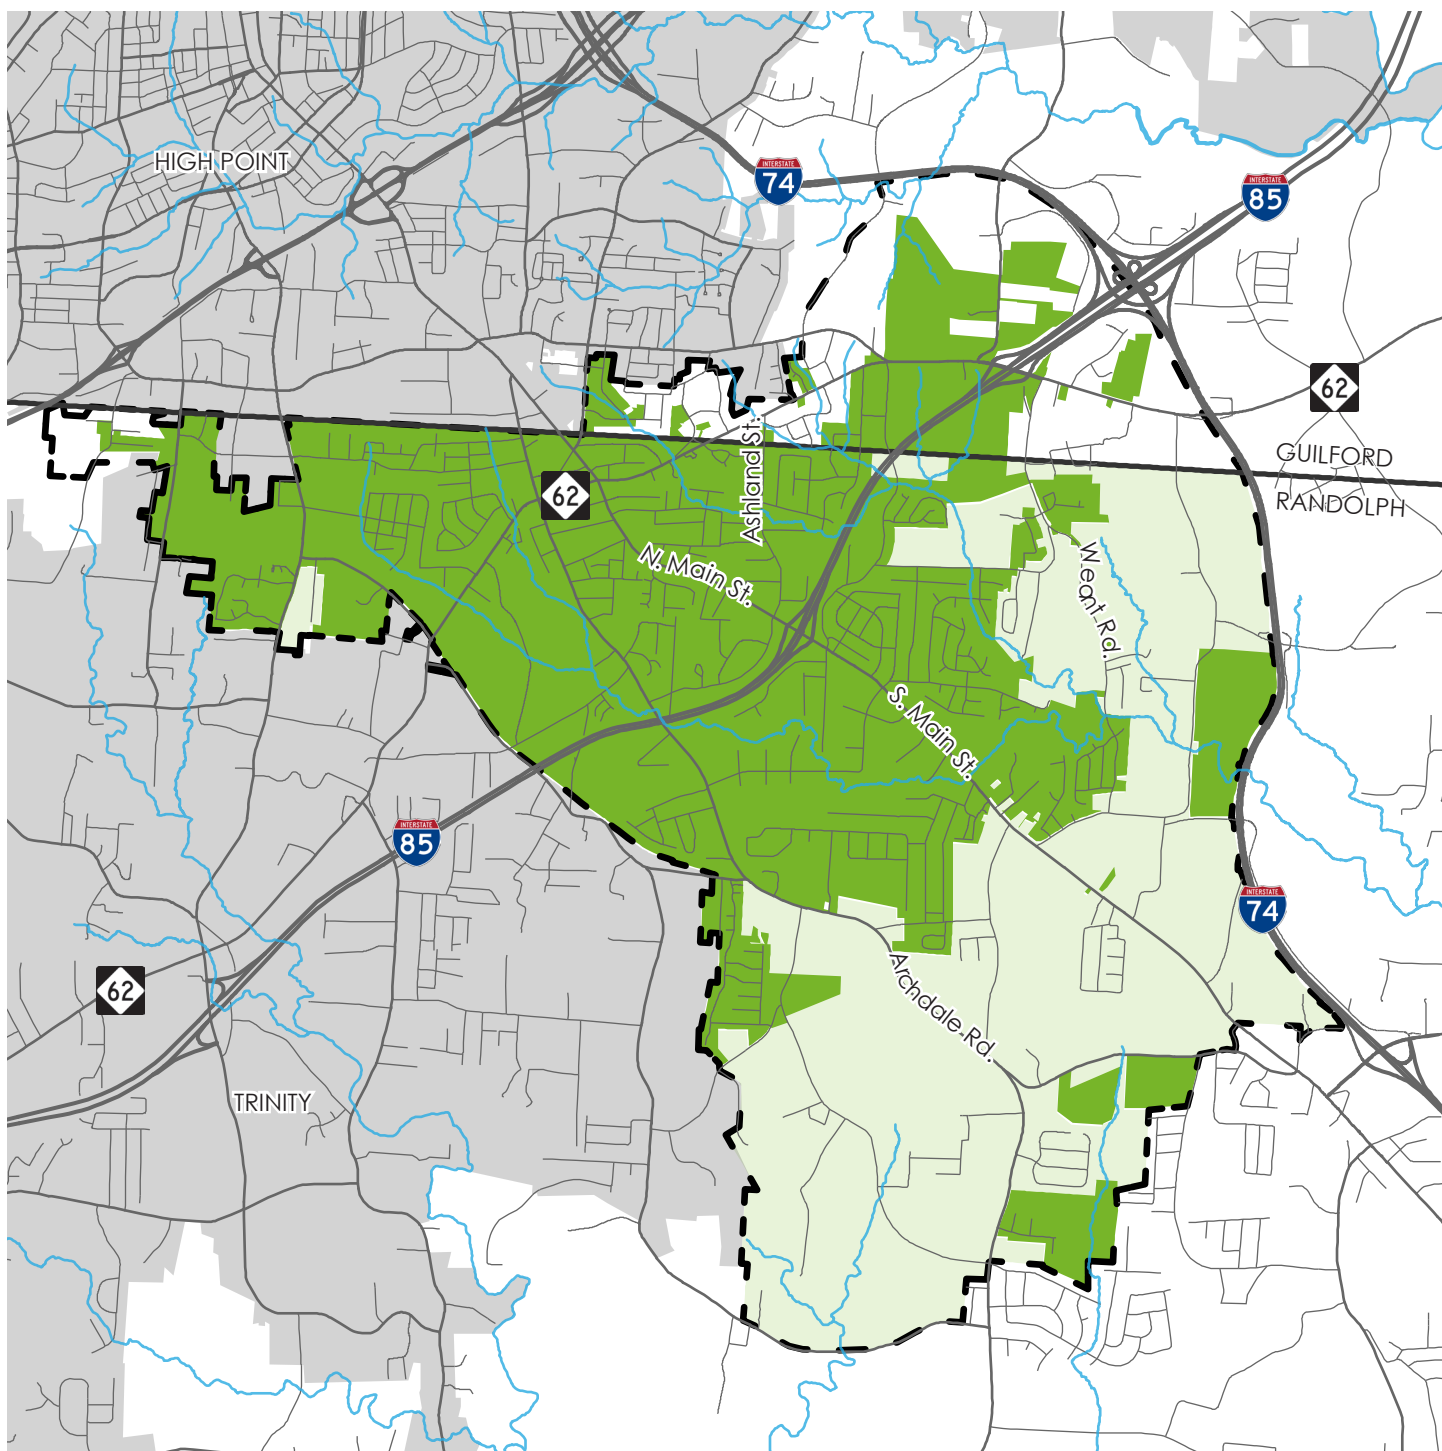 HIGH POINT
INTERSTATE
74
INTERSTATE
85
62
GUILFORD
RANDOLPH
62
Ashland St.
N. Main St.
Weant Rd.
S. Main St.
INTERSTATE
85
INTERSTATE
74
Archdale Rd.
62
TRINITY